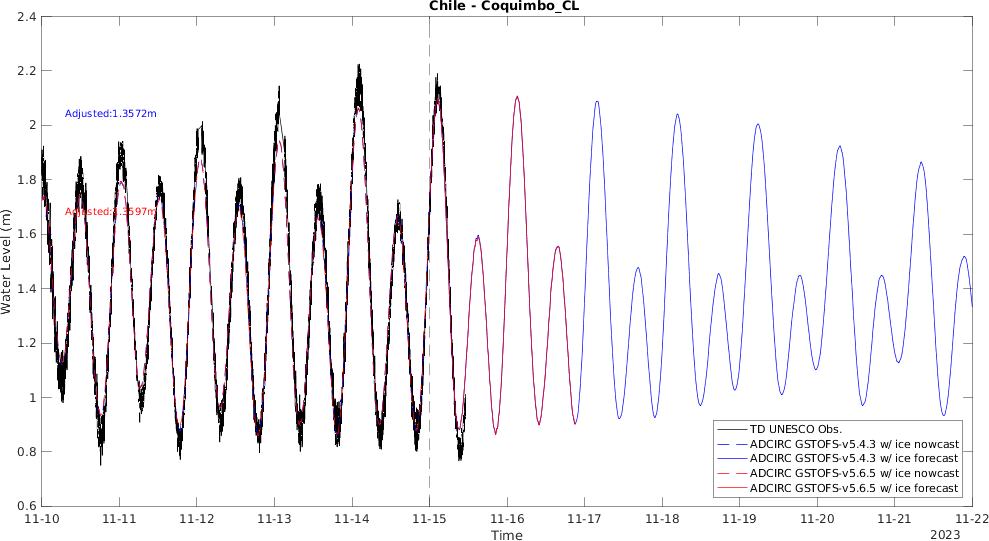 Chile - Coquimbo_CL
2.4
2.2
2
1.8
1.6
1.4
1.2
1
0.8
0.6
Water Level (m)
Adjusted:1.3572m
Adjusted:1.3597m
TD UNESCO Obs.
ADCIRC GSTOFS-v5.4.3 w/ ice nowcast
ADCIRC GSTOFS-v5.4.3 w/ ice forecast
ADCIRC GSTOFS-v5.6.5 w/ ice nowcast
ADCIRC GSTOFS-v5.6.5 w/ ice forecast
11-10 11-11 11-12 11-13 11-14 11-15 11-16 11-17 11-18 11-19 11-20 11-21 11-22
Time
2023